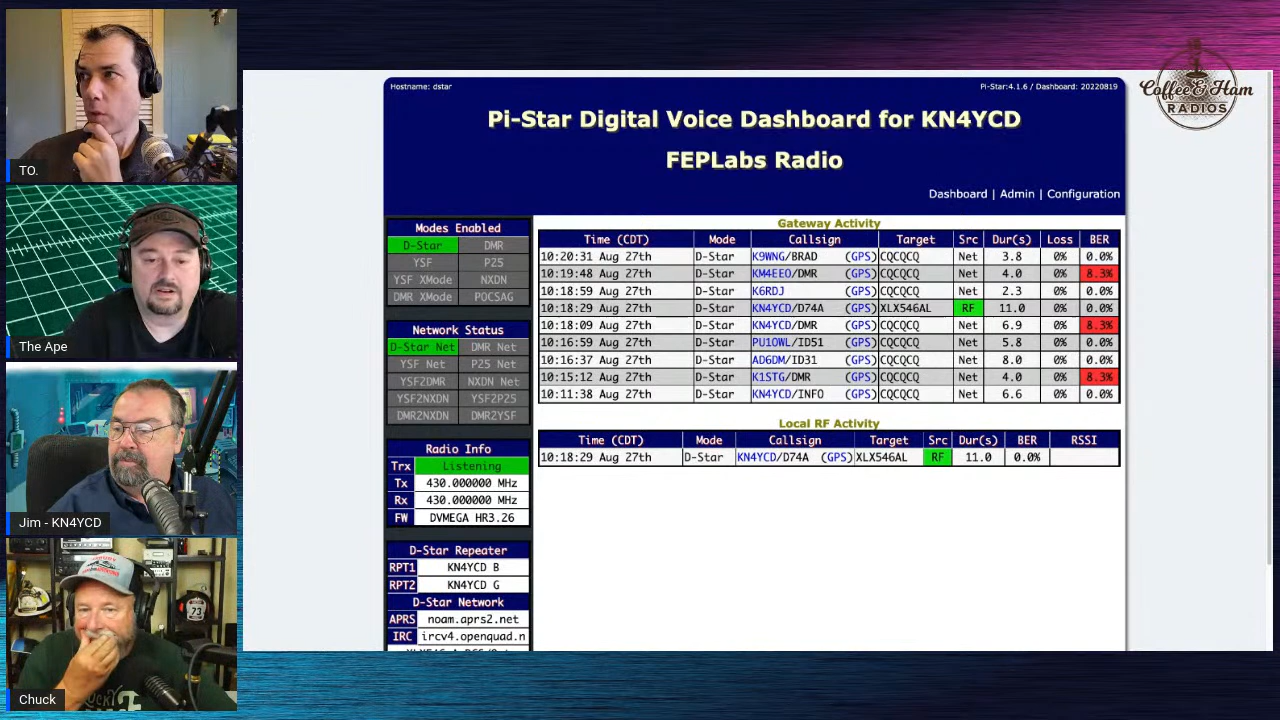 TO.
The Ape
Jim - KN4YCD
73
Chuck
Coffee & Ham
RADIOS
Hostname: dstar
Pi-Star:4.1.6 / Dashboard: 20220819
Pi-Star Digital Voice Dashboard for KN4YCD
FEPLabs Radio
Dashboard | Admin | Configuration
Modes Enabled
D-Star DMR
YSF P25
YSF XMode NXDN
DMR XMode POCSAG
Network Status
D-Star Net DMR Net
YSF Net P25 Net
YSF2DMR NXDN Net
YSF2NXDN YSF2P25
DMR2NXDN DMR2YSF
Radio Info
Trx Listening
Tx 430.000000 MHz
Rx 430.000000 MHz
FW DVMEGA HR3.26
D-Star Repeater
RPT1 KN4YCD B
RPT2 KN4YCD G
D-Star Network
APRS noam.aprs2.net
IRC ircv4.openquad.n
Gateway Activity
Time (CDT) Mode Callsign Target Src Dur(s) Loss BER
10:20:31 Aug 27th D-Star K9WNG/BRAD (GPS) CQCQCQ Net 3.8 0% 0.0%
10:19:48 Aug 27th D-Star KM4EEO/DMR (GPS) CQCQCQ Net 4.0 0% 8.3%
10:18:59 Aug 27th D-Star K6RDJ (GPS) CQCQCQ Net 2.3 0% 0.0%
10:18:29 Aug 27th D-Star KN4YCD/D74A (GPS) XLX546AL RF 11.0 0% 0.0%
10:18:09 Aug 27th D-Star KN4YCD/DMR (GPS) CQCQCQ Net 6.9 0% 8.3%
10:16:59 Aug 27th D-Star PU1OWL/ID51 (GPS) CQCQCQ Net 5.8 0% 0.0%
10:16:37 Aug 27th D-Star AD6DM/ID31 (GPS) CQCQCQ Net 8.0 0% 0.0%
10:15:12 Aug 27th D-Star K1STG/DMR (GPS) CQCQCQ Net 4.0 0% 8.3%
10:11:38 Aug 27th D-Star KN4YCD/INFO (GPS) CQCQCQ Net 6.6 0% 0.0%
Local RF Activity
Time (CDT) Mode Callsign Target Src Dur(s) BER RSSI
10:18:29 Aug 27th D-Star KN4YCD/D74A (GPS) XLX546AL RF 11.0 0.0%